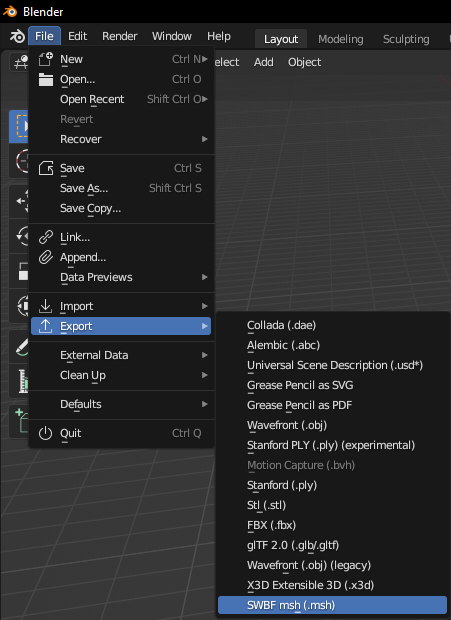 Blender
File Edit Render Window Help Layout Modeling Sculpting
New Ctrl N
elect Add Object
Open... Ctrl O
Open Recent Shift Ctrl O
Revert
Recover
Save Ctrl S
Save As... Shift Ctrl S
Save Copy...
Link...
Append...
Data Previews
Import
Export
External Data
Clean Up
Defaults
Quit Ctrl Q
Collada (.dae)
Alembic (.abc)
Universal Scene Description (.usd*)
Grease Pencil as SVG
Grease Pencil as PDF
Wavefront (.obj)
Stanford PLY (.ply) (experimental)
Motion Capture (.bvh)
Stanford (.ply)
Stl (.stl)
FBX (.fbx)
glTF 2.0 (.glb/.gltf)
Wavefront (.obj) (legacy)
X3D Extensible 3D (.x3d)
SWBF msh (.msh)